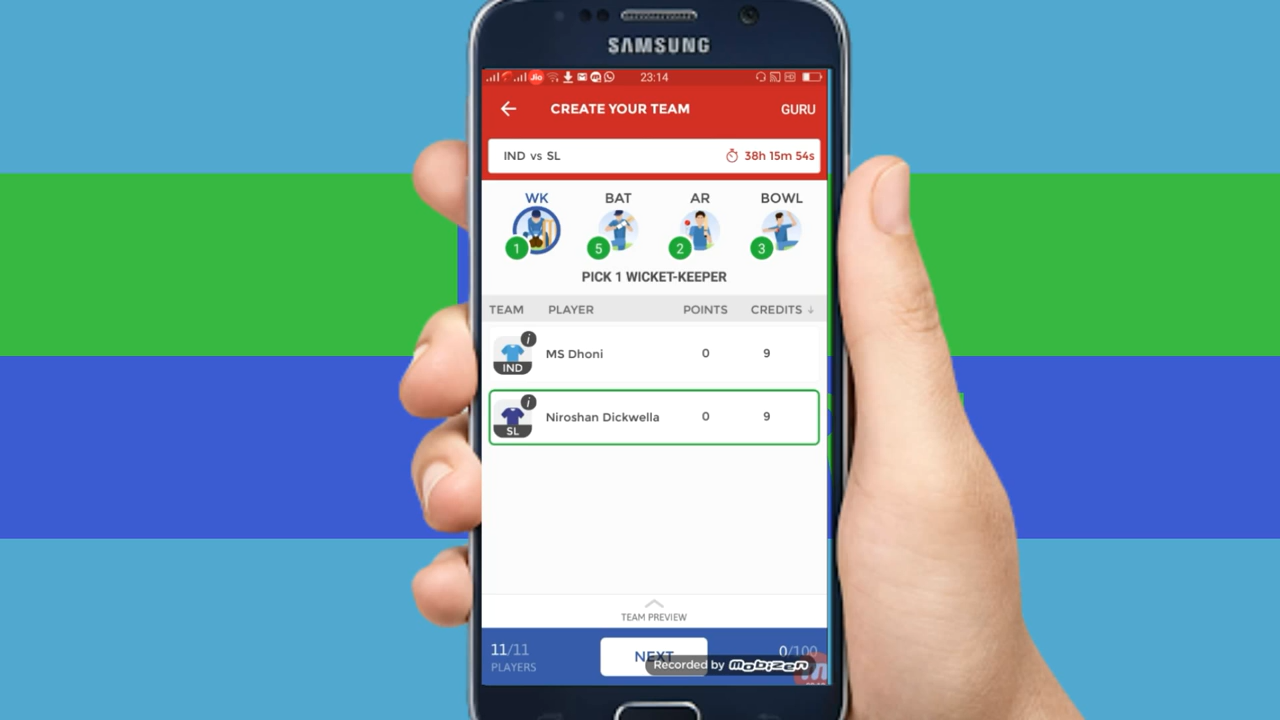 SAMSUNG
Jio 23:14 HD
CREATE YOUR TEAM GURU
IND vs SL 38h 15m 54s
WK BAT AR BOWL
1 5 2 3
PICK 1 WICKET-KEEPER
TEAM PLAYER POINTS CREDITS
i
MS Dhoni 0 9
IND
i
Niroshan Dickwella 0 9
SL
TEAM PREVIEW
11/11 NEXT 0/100
PLAYERS
Recorded by Mobizen